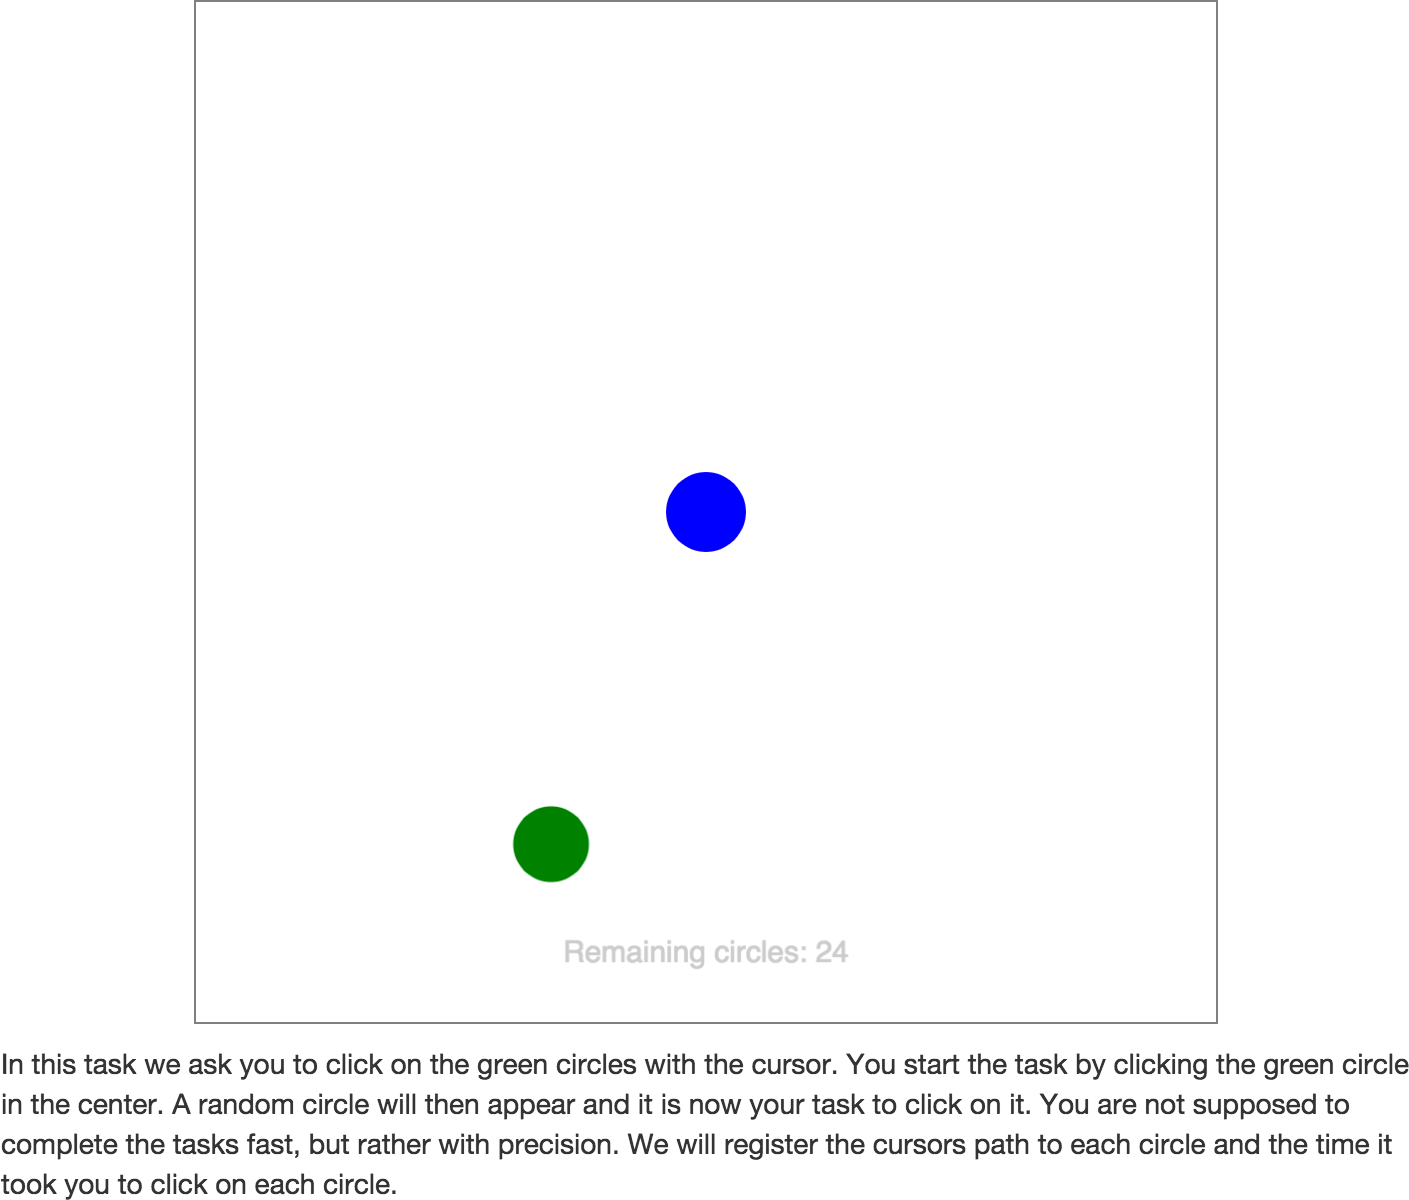 Remaining circles: 24
In this task we ask you to click on the green circles with the cursor. You start the task by clicking the green circle
in the center. A random circle will then appear and it is now your task to click on it. You are not supposed to
complete the tasks fast, but rather with precision. We will register the cursors path to each circle and the time it
took you to click on each circle.